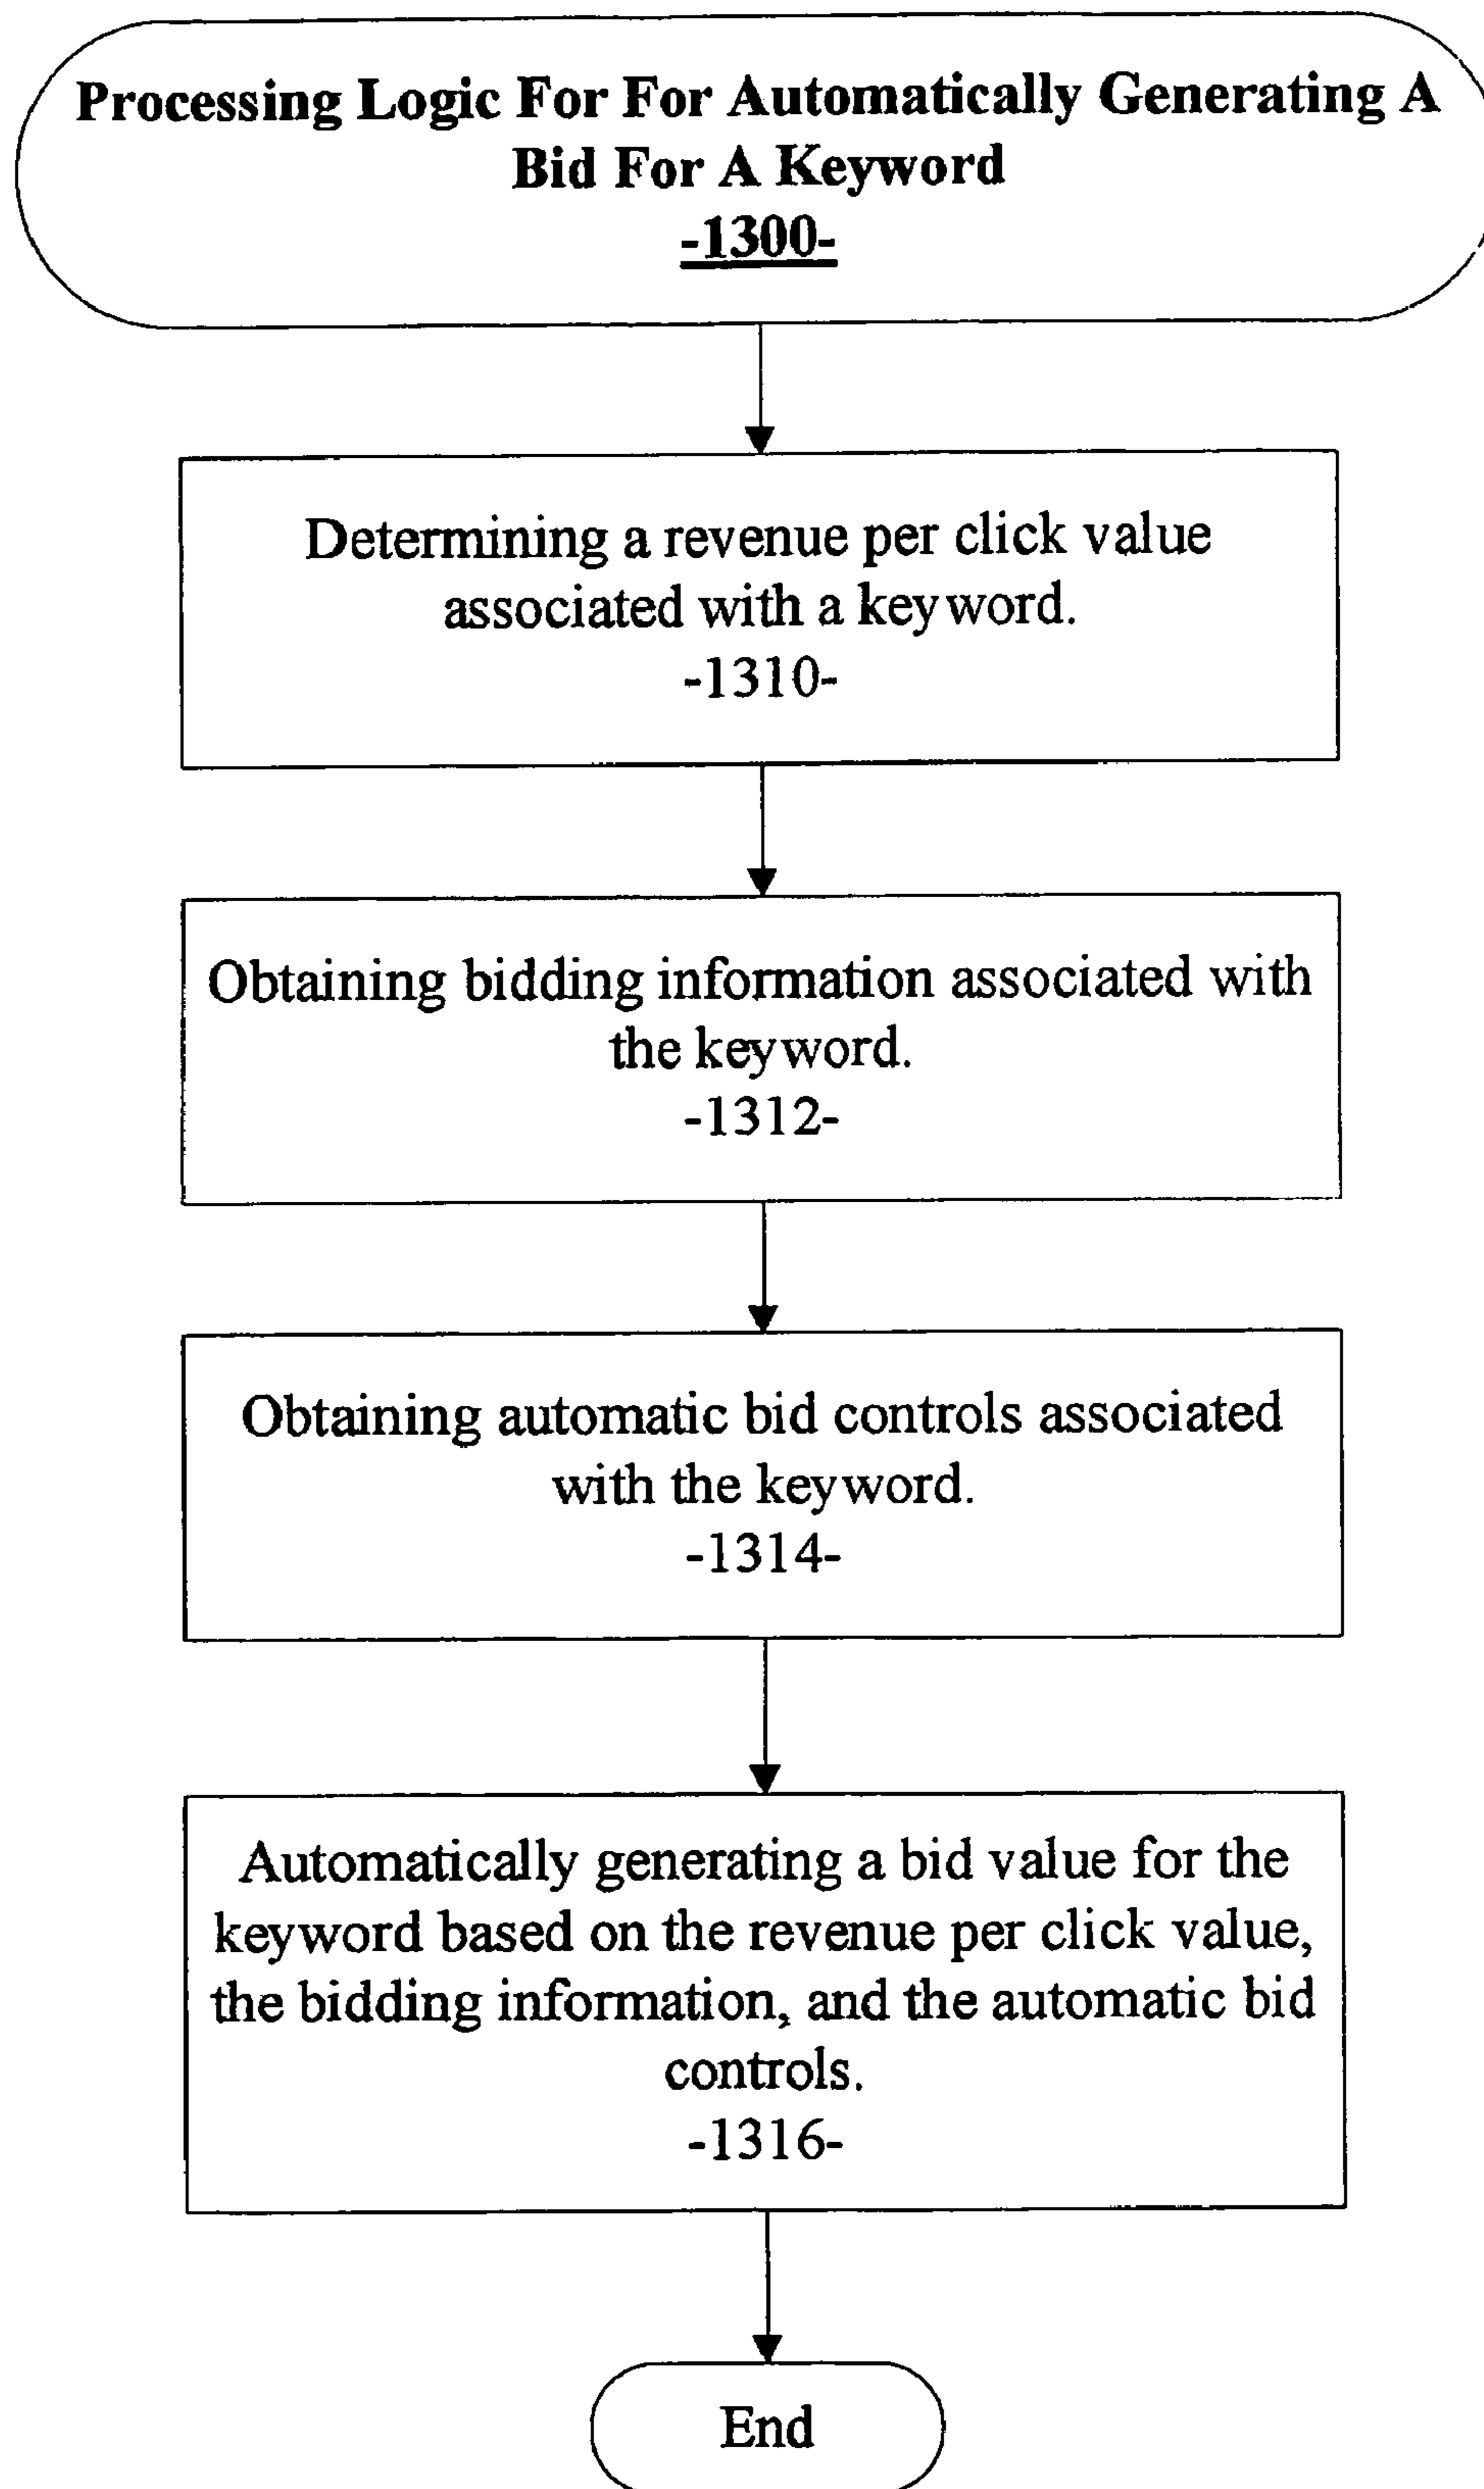 Processing Logic For For Automatically Generating A
Bid For A Keyword
-1300-
Determining a revenue per click value
associated with a keyword.
-1310-
Obtaining bidding information associated with
the keyword.
-1312-
Obtaining automatic bid controls associated
with the keyword.
-1314-
Automatically generating a bid value for the
keyword based on the revenue per click value,
the bidding information, and the automatic bid
controls.
-1316-
End